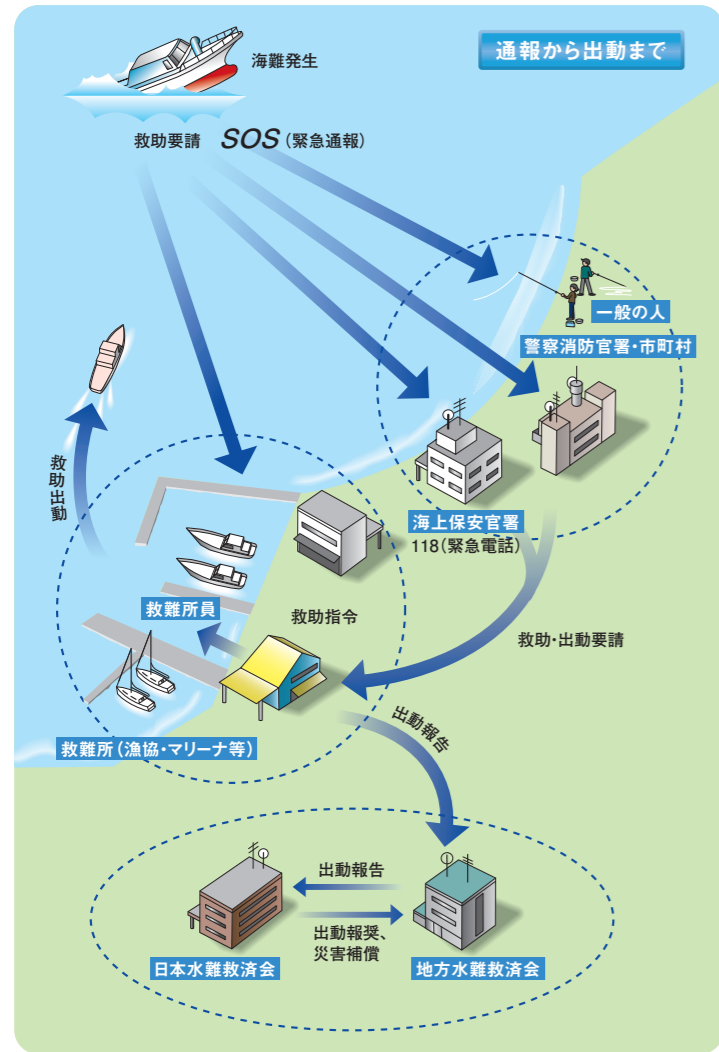 通報から出動まで
海難発生
救助要請 SOS(緊急通報)
一般の人
警察消防官署・市町村
救助出動
海上保安官署
118(緊急電話)
救難所員
救助指令
救助・出動要請
救難所(漁協・マリーナ等)
出動報告
出動報告
出動報奨、
災害補償
日本水難救済会
地方水難救済会